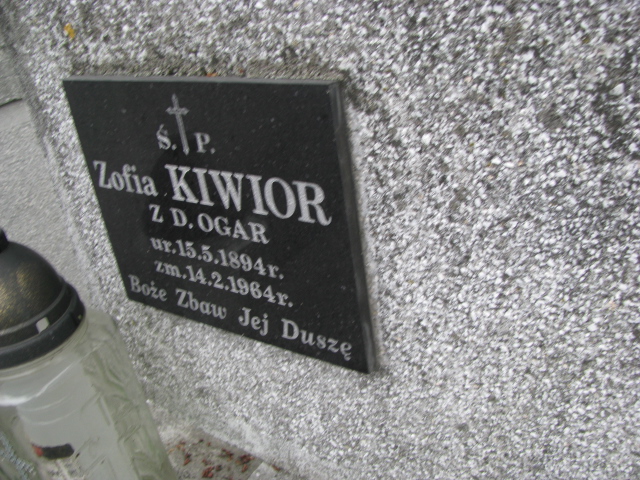 Ś. P.
Zofia KIWIOR
Z D. OGAR
ur.15.5.1894r.
zm.14.2.1964r.
Boże Zbaw Jej Duszę